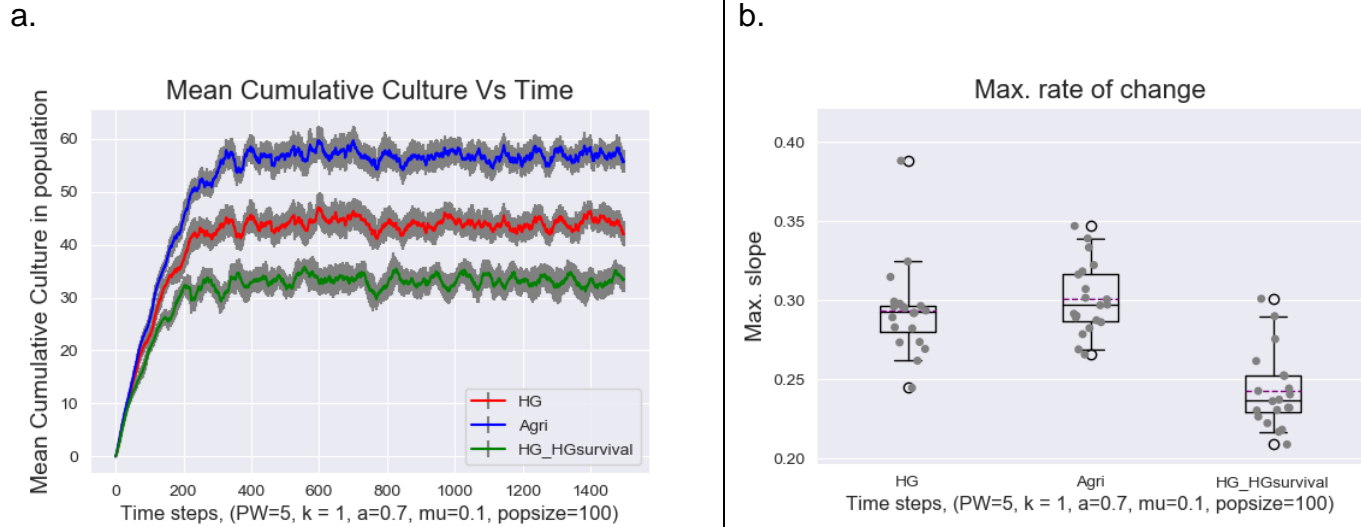 a.
Mean Cumulative Culture Vs Time
Mean Cumulative Culture in population
60
50
40
30
20
10
0
HG
Agri
HG_HGsurvival
0 200 400 600 800 1000 1200 1400
Time steps, (PW=5, k = 1, a=0.7, mu=0.1, popsize=100)
b.
Max. rate of change
Max. slope
0.40
0.35
0.30
0.25
0.20
HG Agri HG_HGsurvival
Time steps, (PW=5, k = 1, a=0.7, mu=0.1, popsize=100)